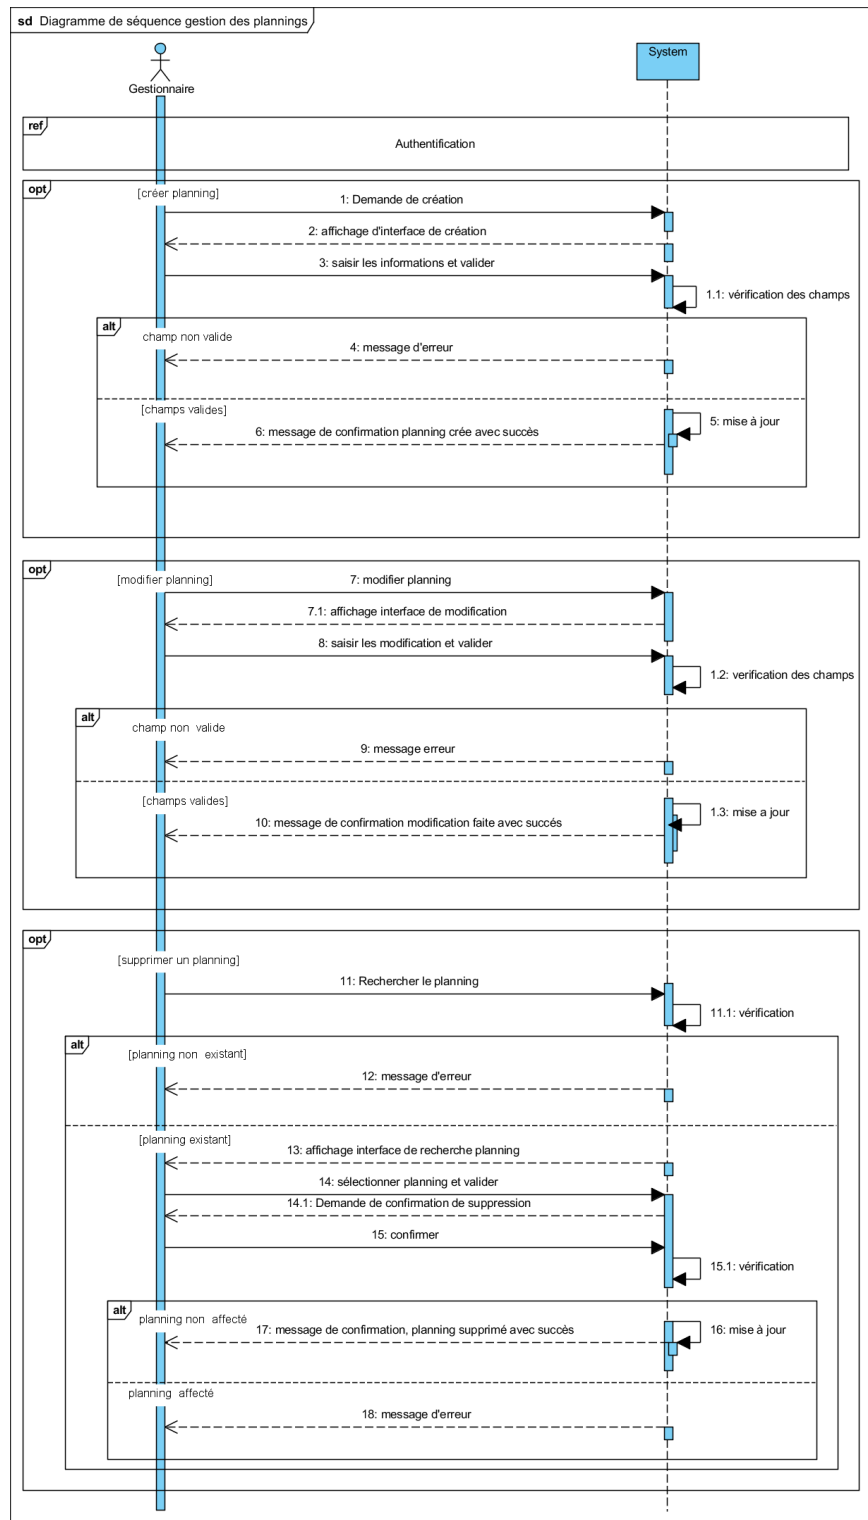 sd Diagramme de séquence gestion des plannings
System
Gestionnaire
ref
Authentification
opt
[créer planning]
1: Demande de création
2: affichage d'interface de création
3: saisir les informations et valider
1.1: vérification des champs
alt
champ non valide
4: message d'erreur
[champs valides]
5: mise à jour
6: message de confirmation planning crée avec succès
opt
[modifier planning]
7: modifier planning
7.1: affichage interface de modification
8: saisir les modification et valider
1.2: verification des champs
alt
champ non valide
9: message erreur
[champs valides]
1.3: mise a jour
10: message de confirmation modification faite avec succés
opt
[supprimer un planning]
11: Rechercher le planning
11.1: vérification
alt
[planning non existant]
12: message d'erreur
[planning existant]
13: affichage interface de recherche planning
14: sélectionner planning et valider
14.1: Demande de confirmation de suppression
15: confirmer
15.1: vérification
alt
planning non affecté
17: message de confirmation, planning supprimé avec succès
16: mise à jour
planning affecté
18: message d'erreur